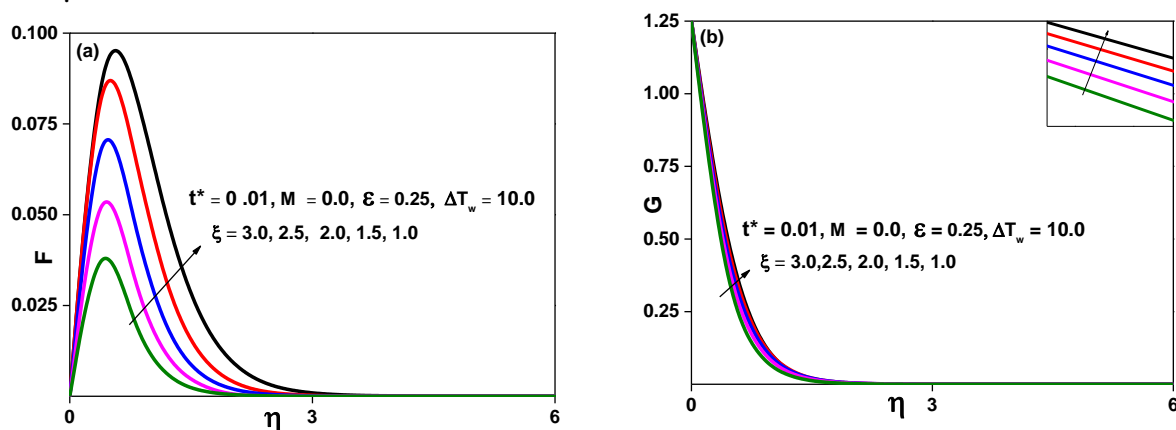 (a)
0.100
0.075
0.050
0.025
F
t* = 0 .01, M = 0.0, ε = 0.25, ΔT_w = 10.0
ξ = 3.0, 2.5, 2.0, 1.5, 1.0
0
3
6
η
(b)
1.25
1.00
0.75
0.50
0.25
G
t* = 0.01, M = 0.0, ε = 0.25, ΔT_w = 10.0
ξ = 3.0,2.5, 2.0, 1.5, 1.0
0
η
3
6